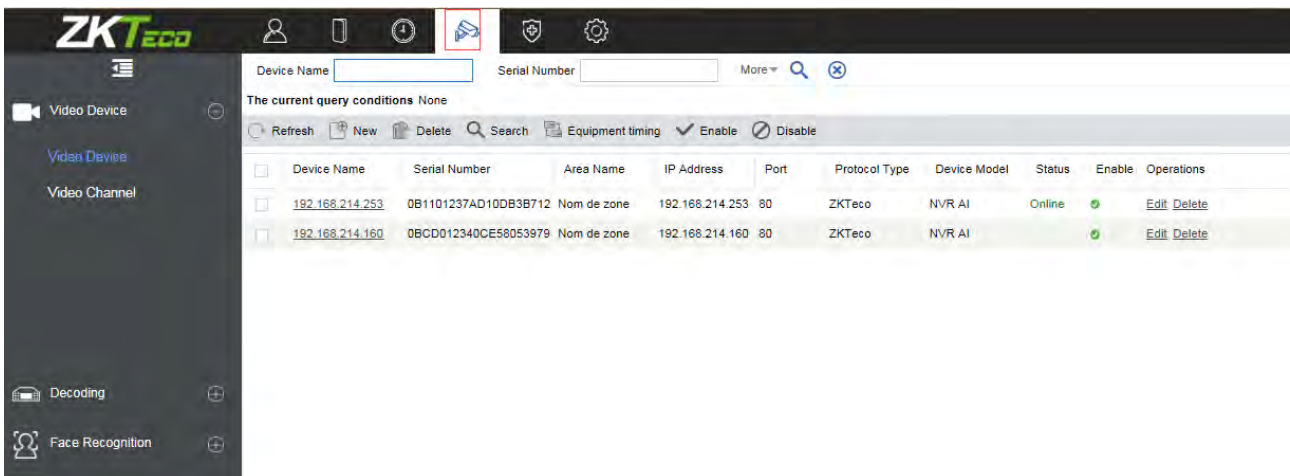 ZKTeco
Device Name Serial Number More
Video Device
The current query conditions None
Refresh New Delete Search Equipment timing Enable Disable
Video Device
Device Name Serial Number Area Name IP Address Port Protocol Type Device Model Status Enable Operations
Video Channel
192.168.214.253 0B1101237AD10DB3B712 Nom de zone 192.168.214.253 80 ZKTeco NVR AI Online Edit Delete
192.168.214.160 0BCD012340CE58053979 Nom de zone 192.168.214.160 80 ZKTeco NVR AI Edit Delete
Decoding
Face Recognition